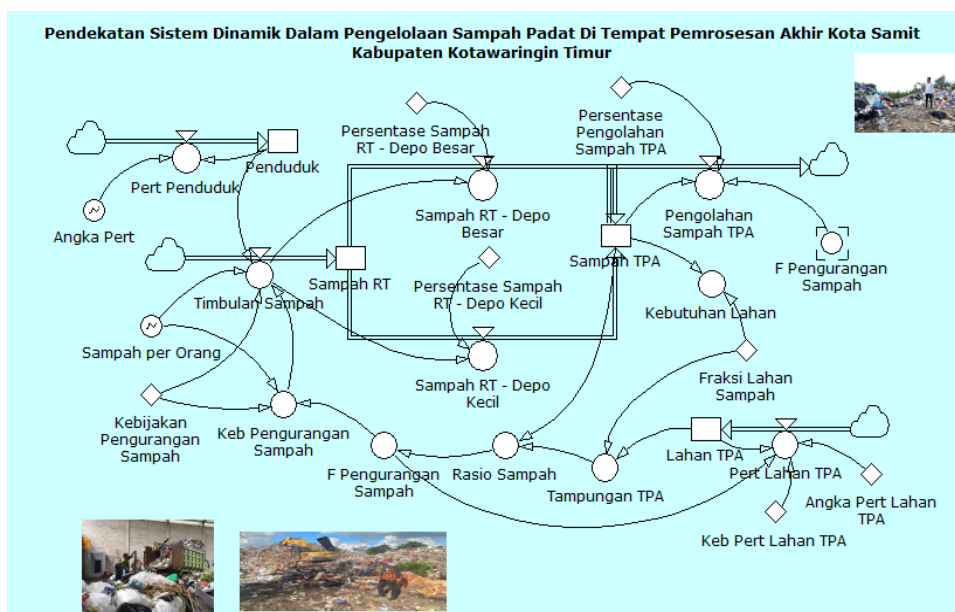 Pendekatan Sistem Dinamik Dalam Pengelolaan Sampah Padat Di Tempat Pemrosesan Akhir Kota Samit
Kabupaten Kotawaringin Timur
Persentase Sampah
RT - Depo Besar
Persentase
Pengolahan
Sampah TPA
Penduduk
Pert Penduduk
Angka Pert
Sampah RT - Depo
Besar
Pengolahan
Sampah TPA
F Pengurangan
Sampah
Sampah RT
Timbulan Sampah
Sampah TPA
Persentase Sampah
RT - Depo Kecil
Kebutuhan Lahan
Sampah per Orang
Sampah RT - Depo
Kecil
Fraksi Lahan
Sampah
Kebijakan
Pengurangan
Sampah
Keb Pengurangan
Sampah
F Pengurangan
Sampah
Rasio Sampah
Tampungan TPA
Lahan TPA
Pert Lahan TPA
Angka Pert Lahan
TPA
Keb Pert Lahan TPA